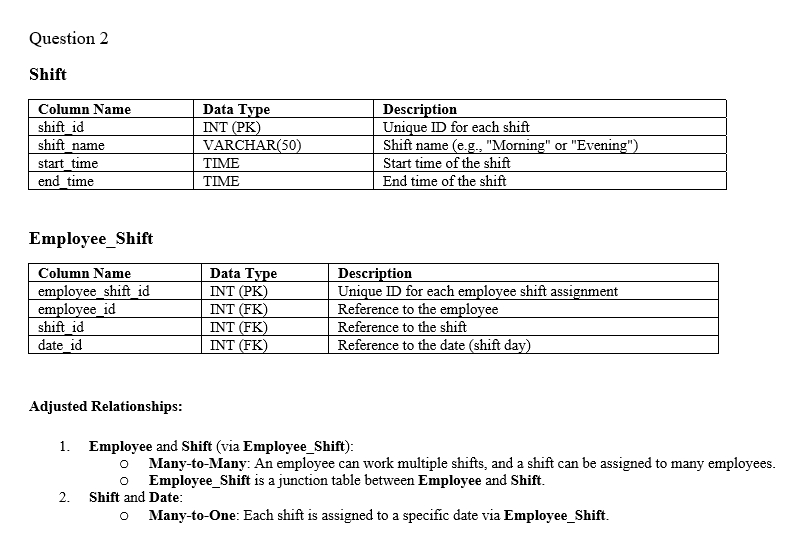 Question 2
Shift
Column Name Data Type Description
shift_id INT (PK) Unique ID for each shift
shift_name VARCHAR(50) Shift name (e.g., "Morning" or "Evening")
start_time TIME Start time of the shift
end_time TIME End time of the shift
Employee_Shift
Column Name Data Type Description
employee_shift_id INT (PK) Unique ID for each employee shift assignment
employee_id INT (FK) Reference to the employee
shift_id INT (FK) Reference to the shift
date_id INT (FK) Reference to the date (shift day)
Adjusted Relationships:
1. Employee and Shift (via Employee_Shift):
o Many-to-Many: An employee can work multiple shifts, and a shift can be assigned to many employees.
o Employee_Shift is a junction table between Employee and Shift.
2. Shift and Date:
o Many-to-One: Each shift is assigned to a specific date via Employee_Shift.